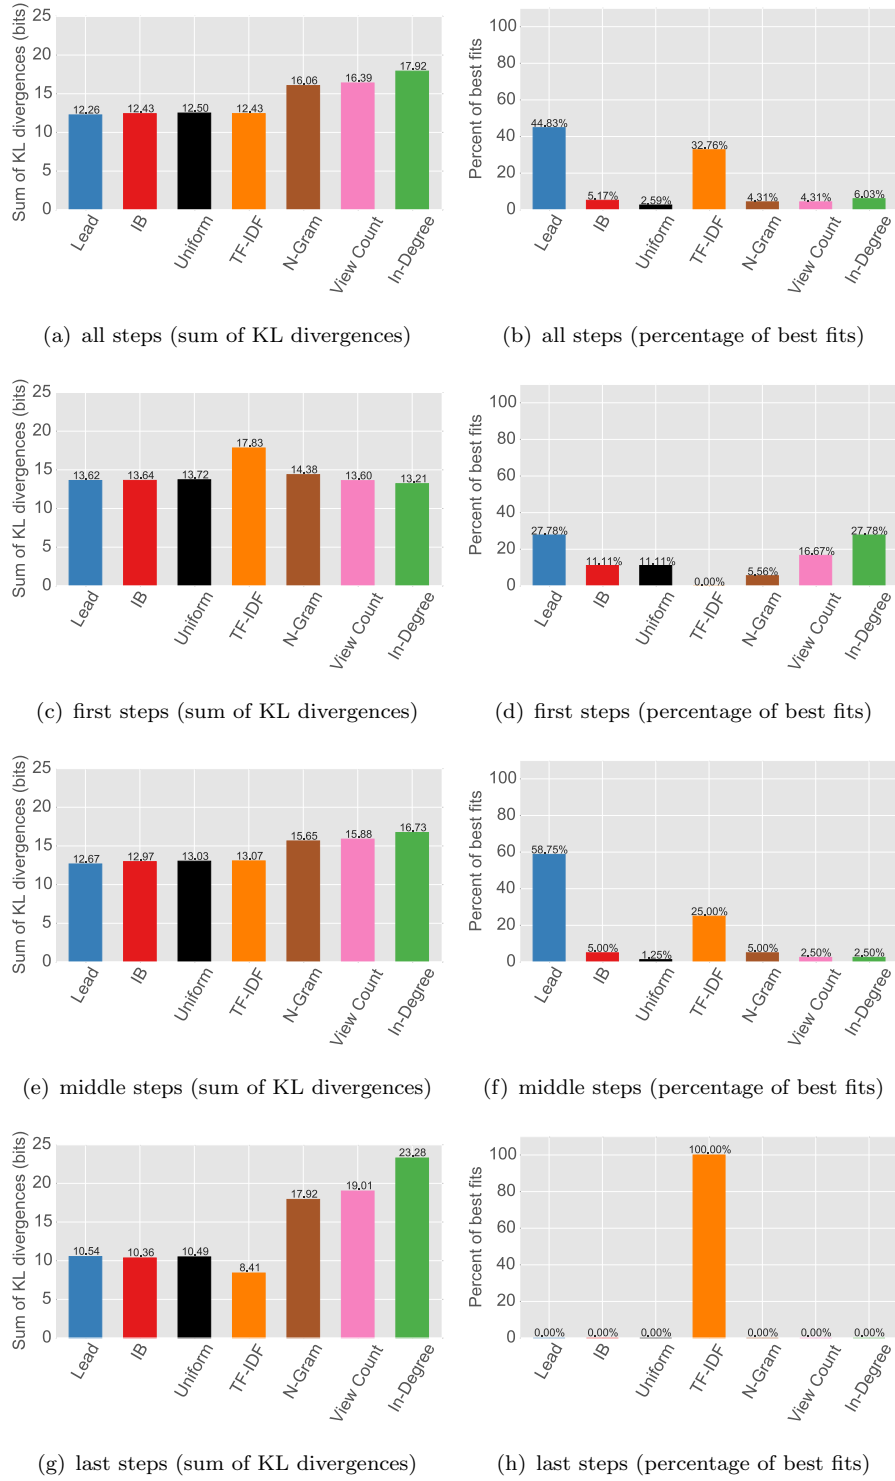 Sum of KL divergences (bits)
25
20
15
10
5
0
12.26
12.43
12.50
12.43
16.06
16.39
17.92
Lead
IB
Uniform
TF-IDF
N-Gram
View Count
In-Degree
(a) all steps (sum of KL divergences)
Percent of best fits
100
80
60
40
20
0
44.83%
5.17%
2.59%
32.76%
4.31%
4.31%
6.03%
Lead
IB
Uniform
TF-IDF
N-Gram
View Count
In-Degree
(b) all steps (percentage of best fits)
Sum of KL divergences (bits)
25
20
15
10
5
0
13.62
13.64
13.72
17.83
14.38
13.60
13.21
Lead
IB
Uniform
TF-IDF
N-Gram
View Count
In-Degree
(c) first steps (sum of KL divergences)
Percent of best fits
100
80
60
40
20
0
27.78%
11.11%
11.11%
0.00%
5.56%
16.67%
27.78%
Lead
IB
Uniform
TF-IDF
N-Gram
View Count
In-Degree
(d) first steps (percentage of best fits)
Sum of KL divergences (bits)
25
20
15
10
5
0
12.67
12.97
13.03
13.07
15.65
15.88
16.73
Lead
IB
Uniform
TF-IDF
N-Gram
View Count
In-Degree
(e) middle steps (sum of KL divergences)
Percent of best fits
100
80
60
40
20
0
58.75%
5.00%
1.25%
25.00%
5.00%
2.50%
2.50%
Lead
IB
Uniform
TF-IDF
N-Gram
View Count
In-Degree
(f) middle steps (percentage of best fits)
Sum of KL divergences (bits)
25
20
15
10
5
0
10.54
10.36
10.49
8.41
17.92
19.01
23.28
Lead
IB
Uniform
TF-IDF
N-Gram
View Count
In-Degree
(g) last steps (sum of KL divergences)
Percent of best fits
100
80
60
40
20
0
0.00%
0.00%
0.00%
100.00%
0.00%
0.00%
0.00%
Lead
IB
Uniform
TF-IDF
N-Gram
View Count
In-Degree
(h) last steps (percentage of best fits)